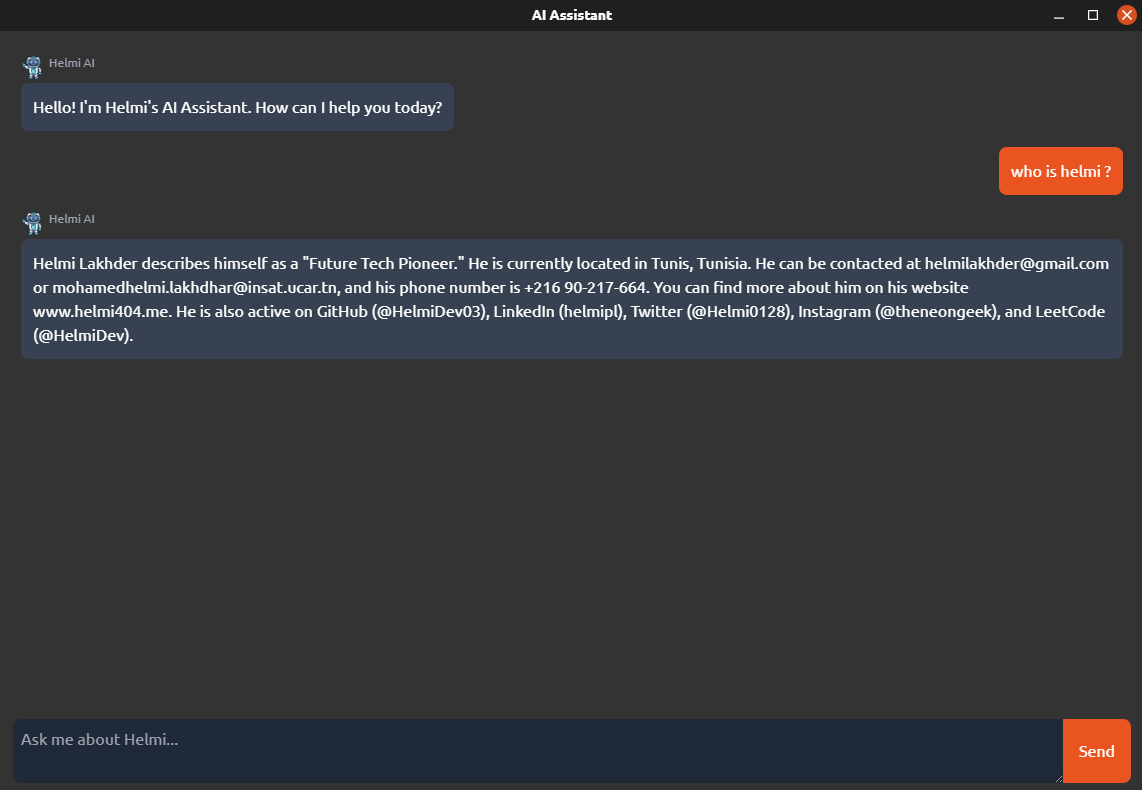 AI Assistant
Helmi AI
Hello! I'm Helmi's AI Assistant. How can I help you today?
who is helmi ?
Helmi AI
Helmi Lakhder describes himself as a "Future Tech Pioneer." He is currently located in Tunis, Tunisia. He can be contacted at helmilakhder@gmail.com
or mohamedhelmi.lakhdhar@insat.ucar.tn, and his phone number is +216 90-217-664. You can find more about him on his website
www.helmi404.me. He is also active on GitHub (@HelmiDev03), LinkedIn (helmipl), Twitter (@Helmi0128), Instagram (@theneongeek), and LeetCode
(@HelmiDev).
Ask me about Helmi...
Send